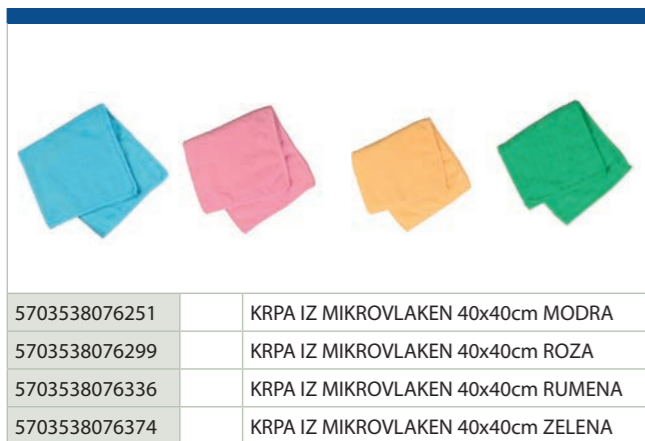 5703538076251 KRPA IZ MIKROVLAKEN 40x40cm MODRA
5703538076299 KRPA IZ MIKROVLAKEN 40x40cm ROZA
5703538076336 KRPA IZ MIKROVLAKEN 40x40cm RUMENA
5703538076374 KRPA IZ MIKROVLAKEN 40x40cm ZELENA